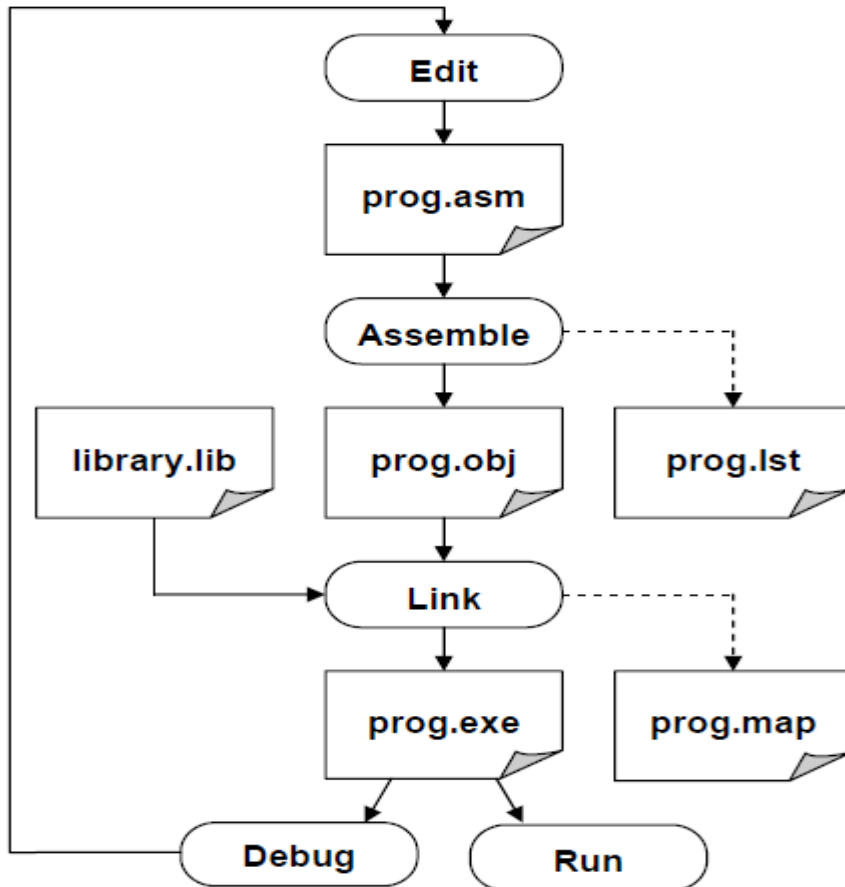 Edit
prog.asm
Assemble
library.lib
prog.obj
prog.lst
Link
prog.exe
prog.map
Debug
Run